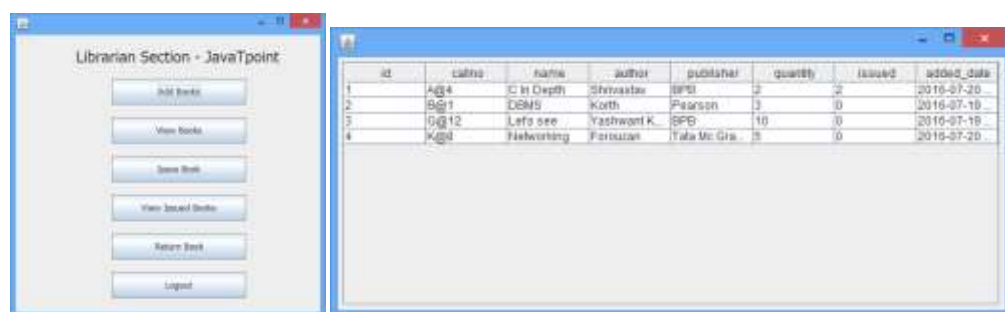 Librarian Section - JavaTpoint
Add Books
View Books
Issue Book
View Issued Books
Return Book
Logout
id callno name author publisher quantity issued added_date
1 A@4 C In Depth Shrivastav BPB 2 2 2016-07-20 ...
2 B@1 DBMS Korth Pearson 3 0 2016-07-18 ...
3 G@12 Let's see Yashwant K... BPB 10 0 2016-07-18 ...
4 K@8 Networking Forouzan Tata Mc Gra... 5 0 2016-07-20 ...